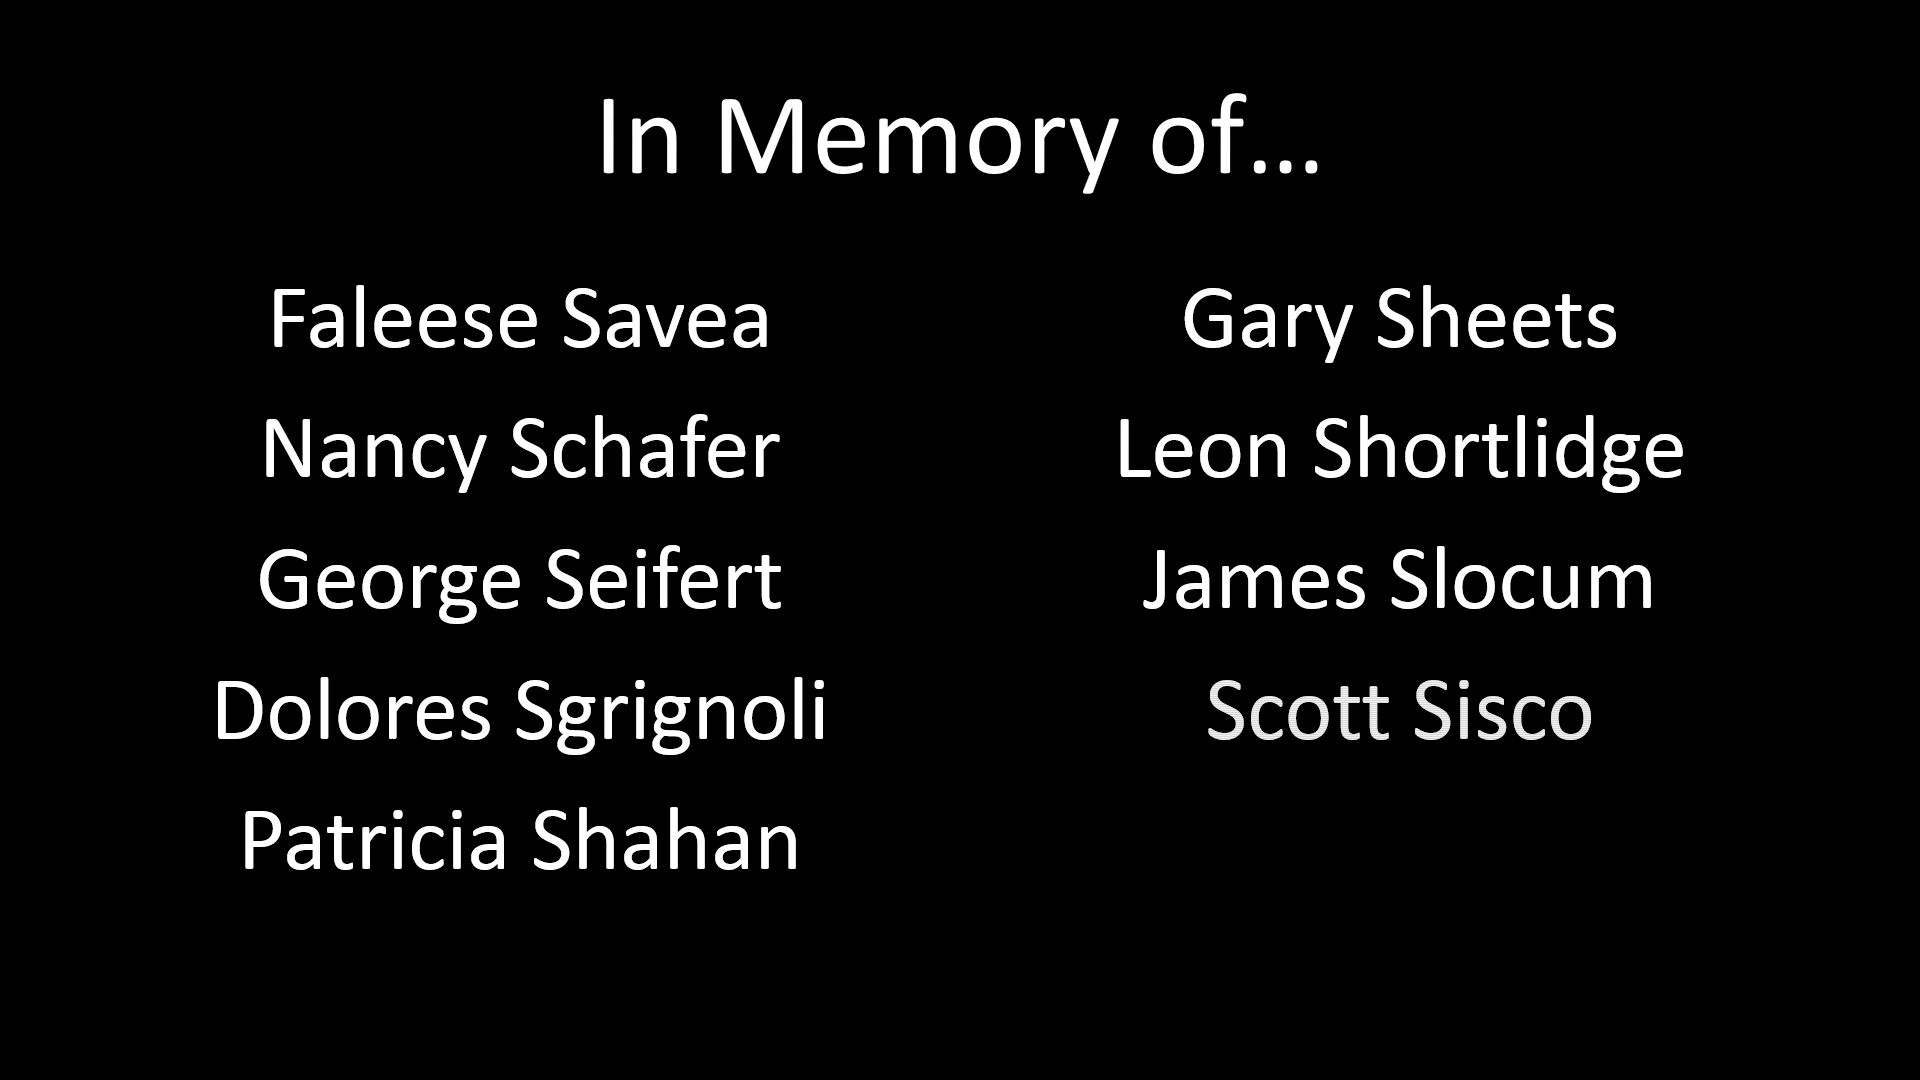 In Memory of...
Faleese Savea
Nancy Schafer
George Seifert
Dolores Sgrignoli
Patricia Shahan
Gary Sheets
Leon Shortlidge
James Slocum
Scott Sisco